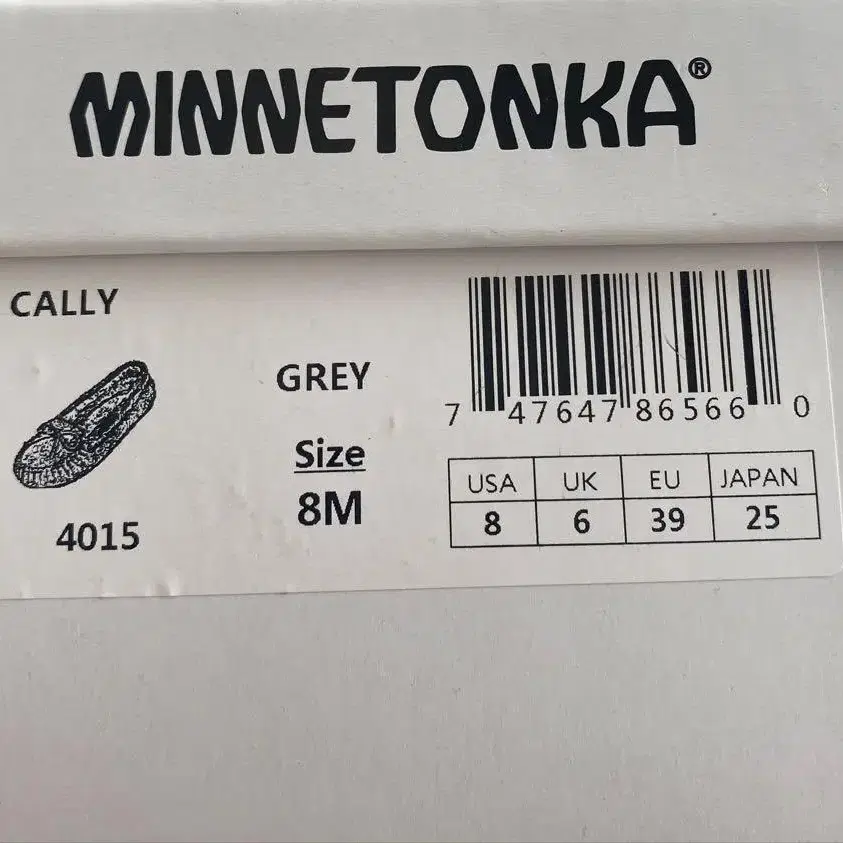 MINNETONKA®
CALLY
GREY
Size
8M
4015
7 47647 86566 0
USA UK EU JAPAN
8 6 39 25